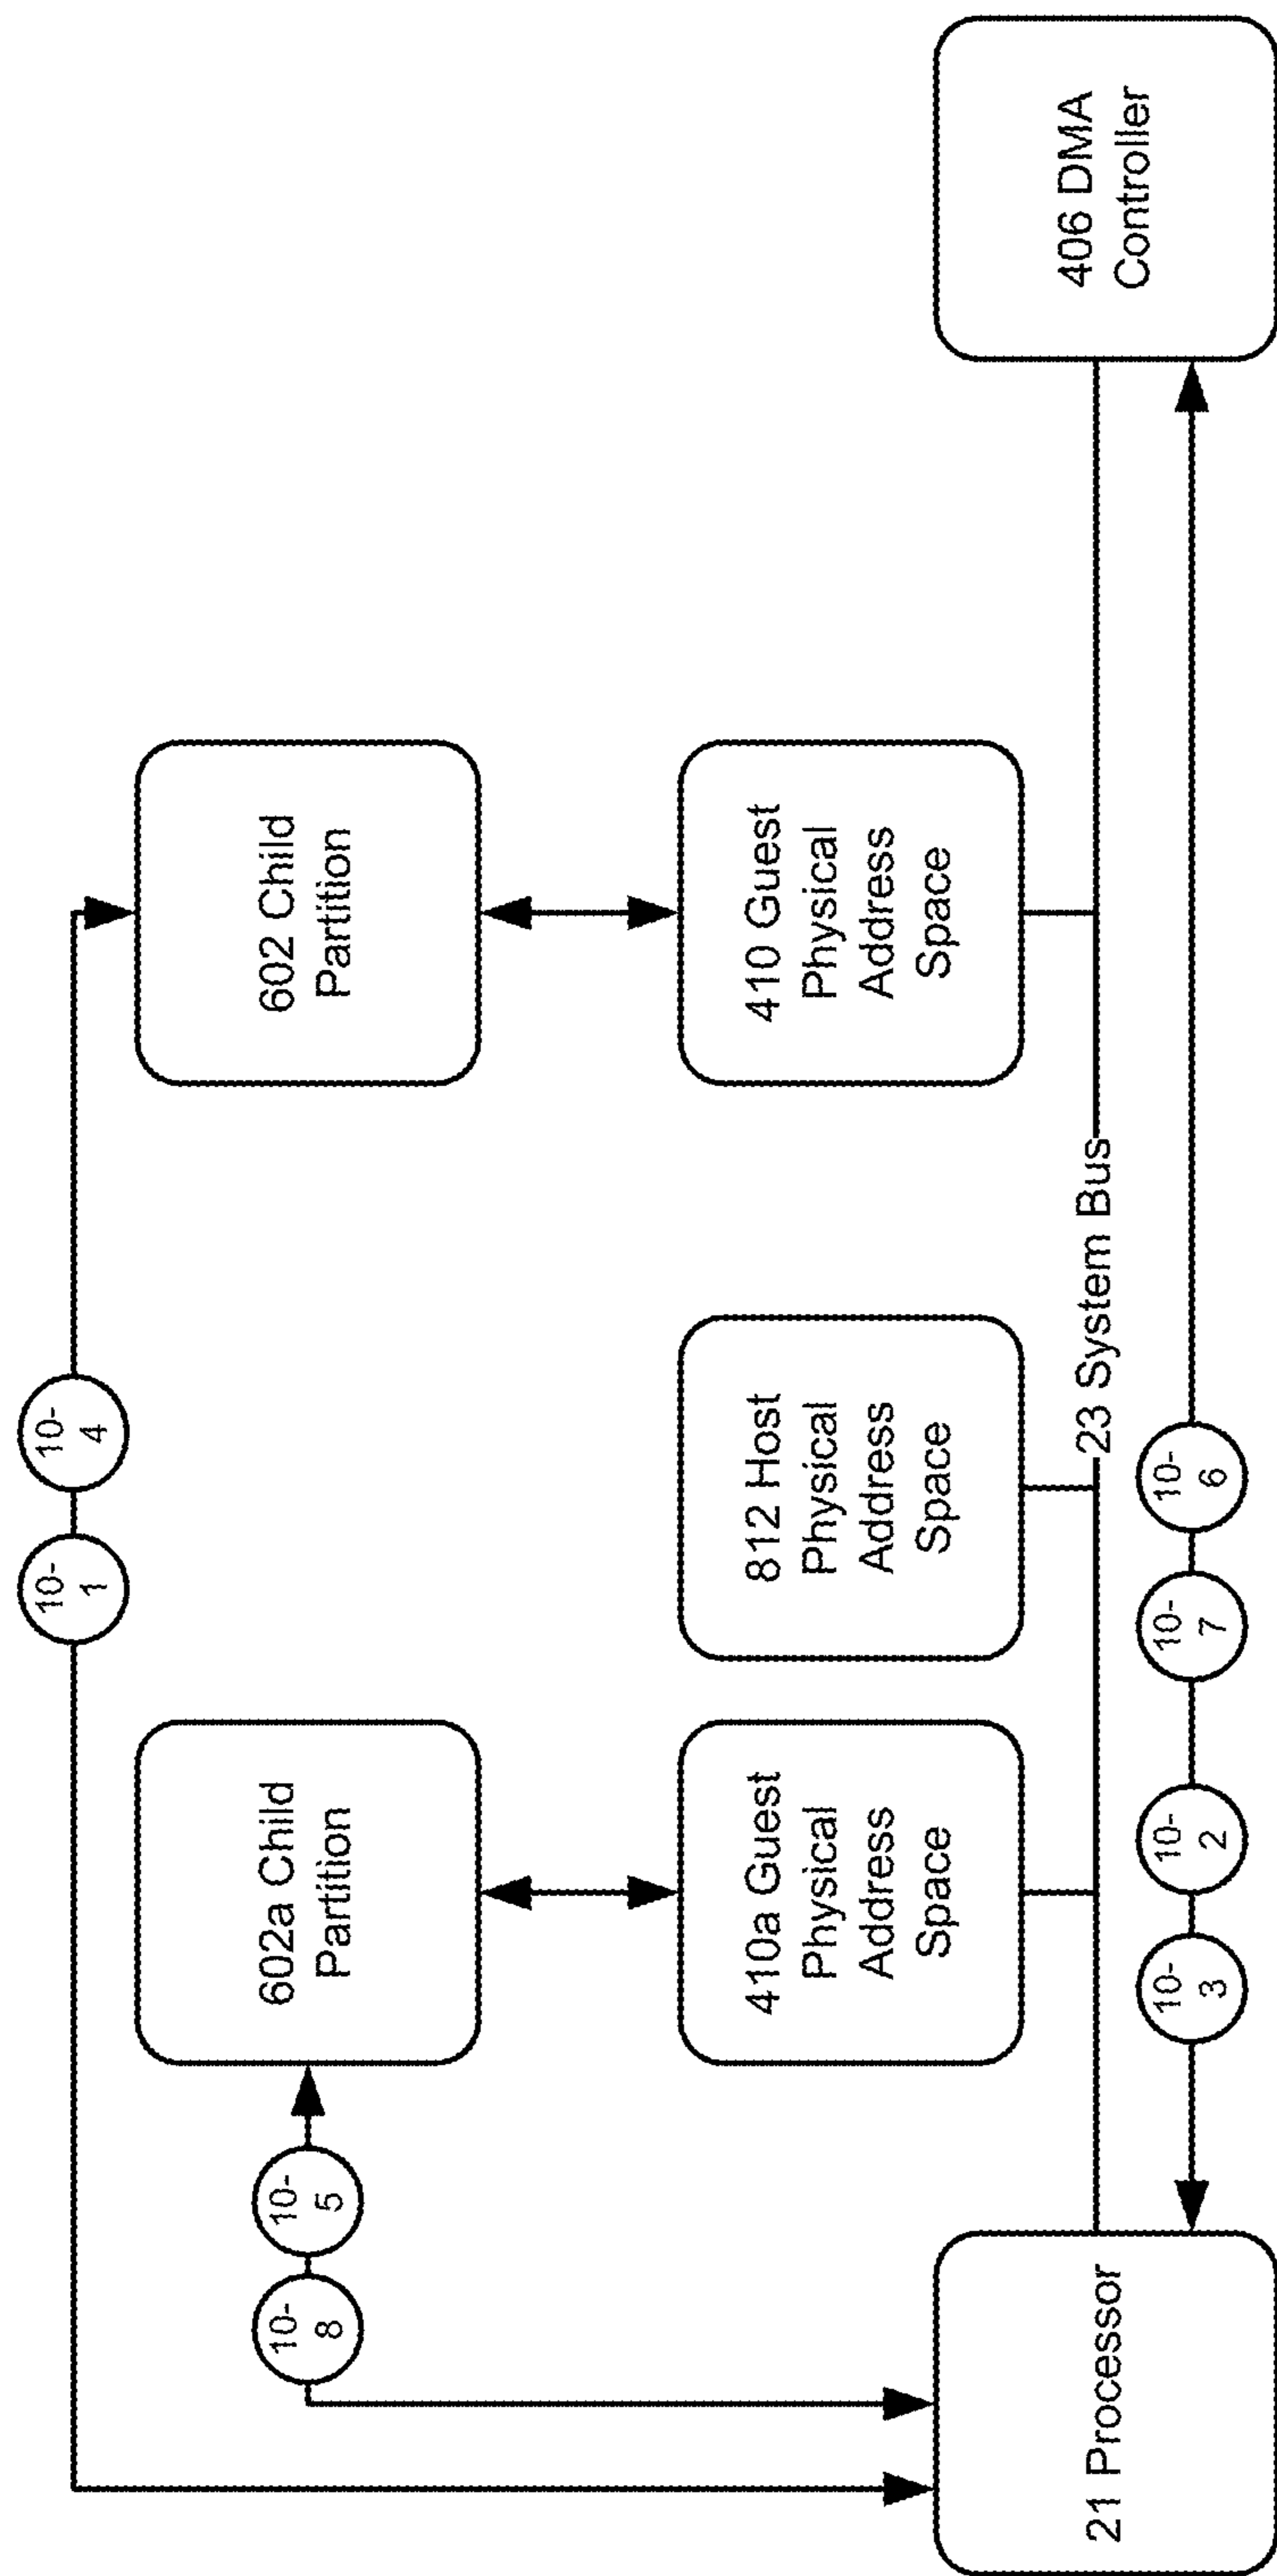 10-
1
10-
4
602a Child
Partition
602 Child
Partition
10-
8
10-
5
410a Guest
Physical
Address
Space
812 Host
Physical
Address
Space
410 Guest
Physical
Address
Space
21 Processor
23 System Bus
406 DMA
Controller
10-
3
10-
2
10-
7
10-
6